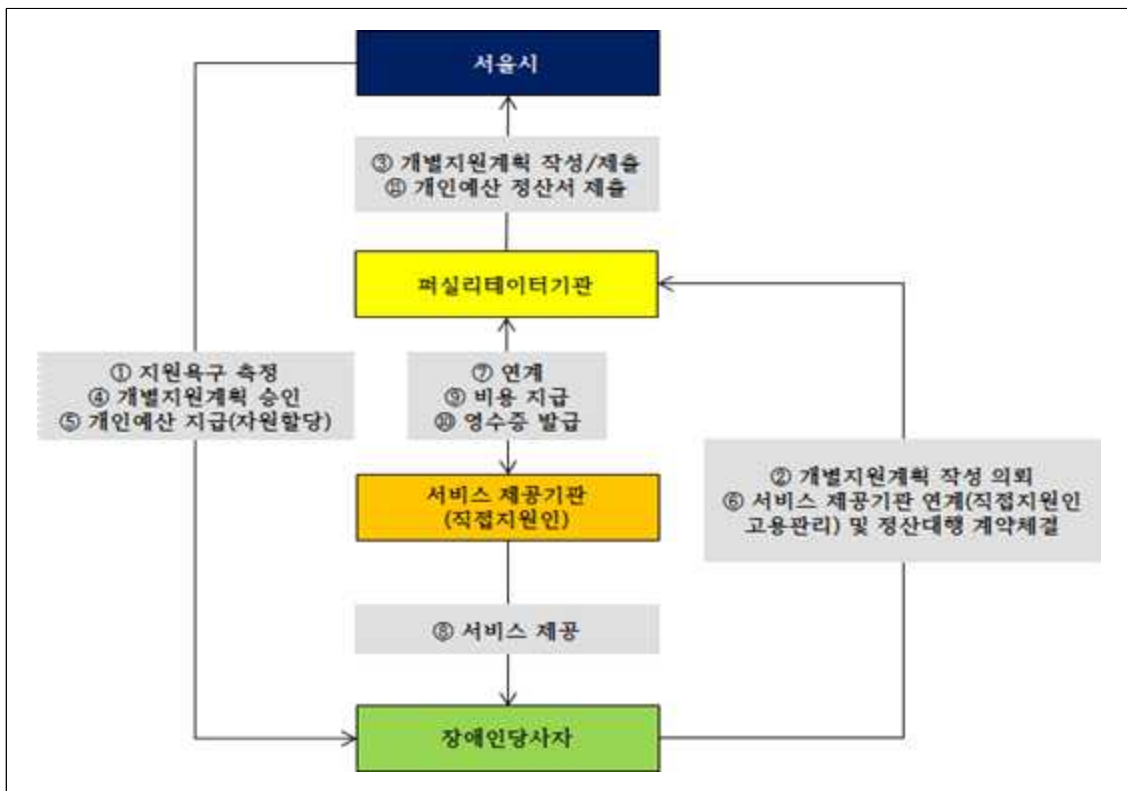 서울시
③ 개별지원계획 작성/제출
⑪ 개인예산 정산서 제출
퍼실리테이터기관
① 지원욕구 측정
④ 개별지원계획 승인
⑤ 개인예산 지급(자원할당)
⑦ 연계
⑨ 비용 지급
⑩ 영수증 발급
② 개별지원계획 작성 의뢰
⑥ 서비스 제공기관 연계(직접지원인
고용관리) 및 정산대행 계약체결
서비스 제공기관
(직접지원인)
⑧ 서비스 제공
장애인당사자